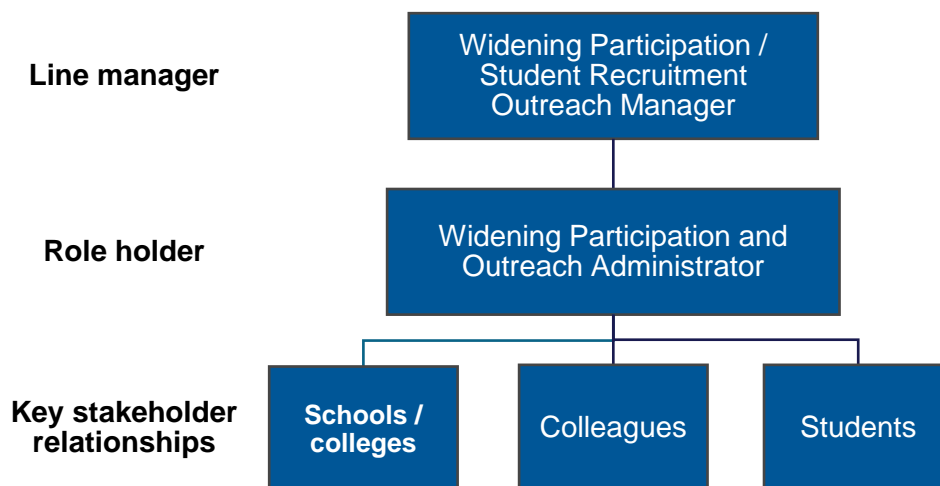 Line manager
Widening Participation /
Student Recruitment
Outreach Manager
Role holder
Widening Participation and
Outreach Administrator
Key stakeholder
relationships
Schools /
colleges
Colleagues
Students